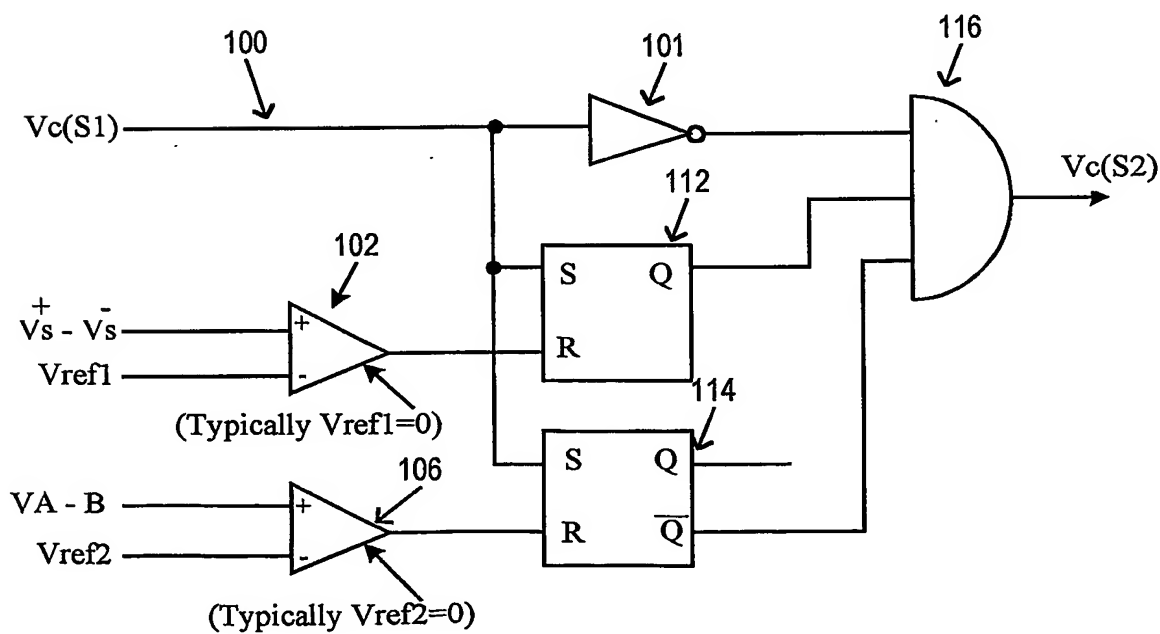 100
101
116
Vc(S1)
Vc(S2)
112
102
S Q
R
+ -
Vs - Vs
+
Vref1
-
(Typically Vref1=0)
114
106
S Q
R Q̅
VA - B
+
Vref2
-
(Typically Vref2=0)